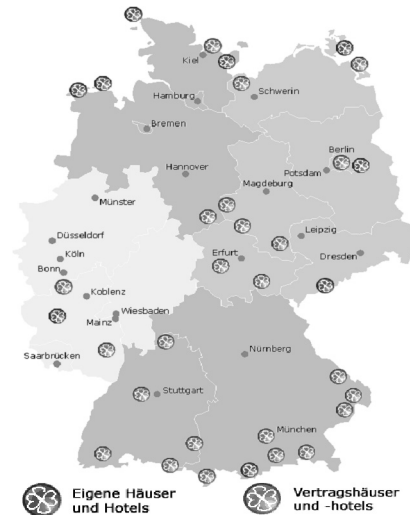 Kiel
Schwerin
Hamburg
Bremen
Berlin
Hannover
Potsdam
Magdeburg
Münster
Düsseldorf
Leipzig
Köln
Erfurt
Dresden
Bonn
Koblenz
Wiesbaden
Mainz
Nürnberg
Saarbrücken
Stuttgart
München
Eigene Häuser
und Hotels
Vertragshäuser
und -hotels